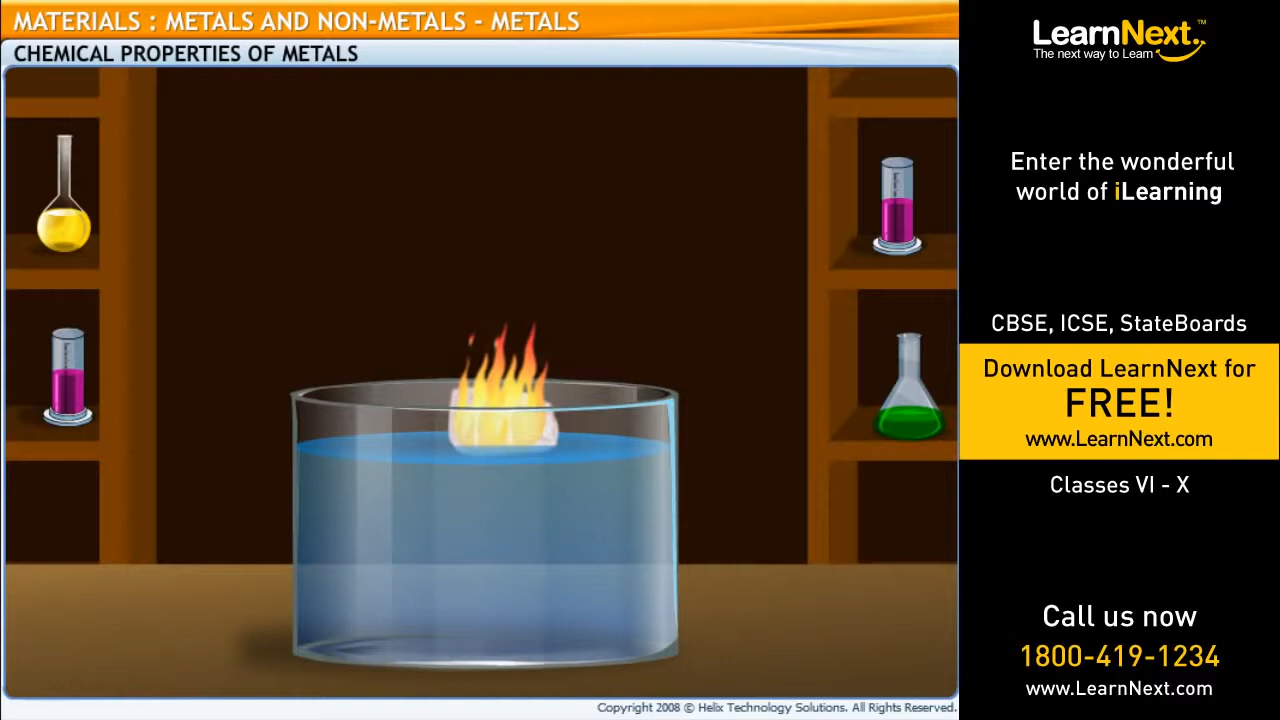 MATERIALS : METALS AND NON-METALS - METALS
CHEMICAL PROPERTIES OF METALS
LearnNext.™
The next way to Learn
Enter the wonderful
world of iLearning
CBSE, ICSE, StateBoards
Download LearnNext for
FREE!
www.LearnNext.com
Classes VI - X
Call us now
1800-419-1234
www.LearnNext.com
Copyright 2008 © Helix Technology Solutions. All Rights Reserved.